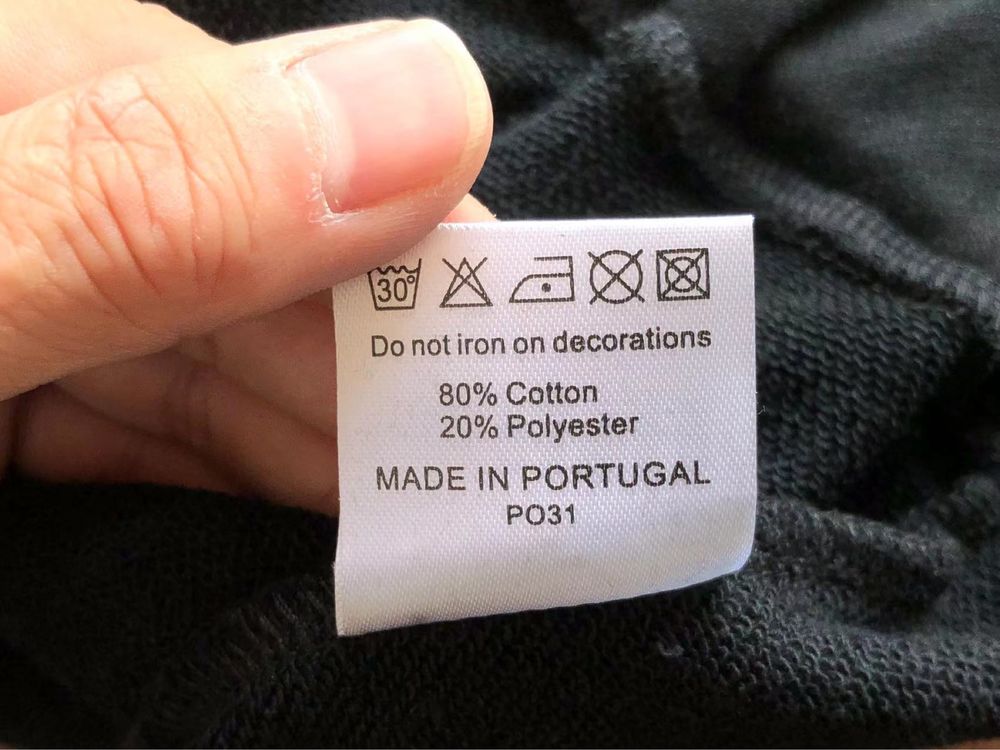 30°
Do not iron on decorations
80% Cotton
20% Polyester
MADE IN PORTUGAL
PO31